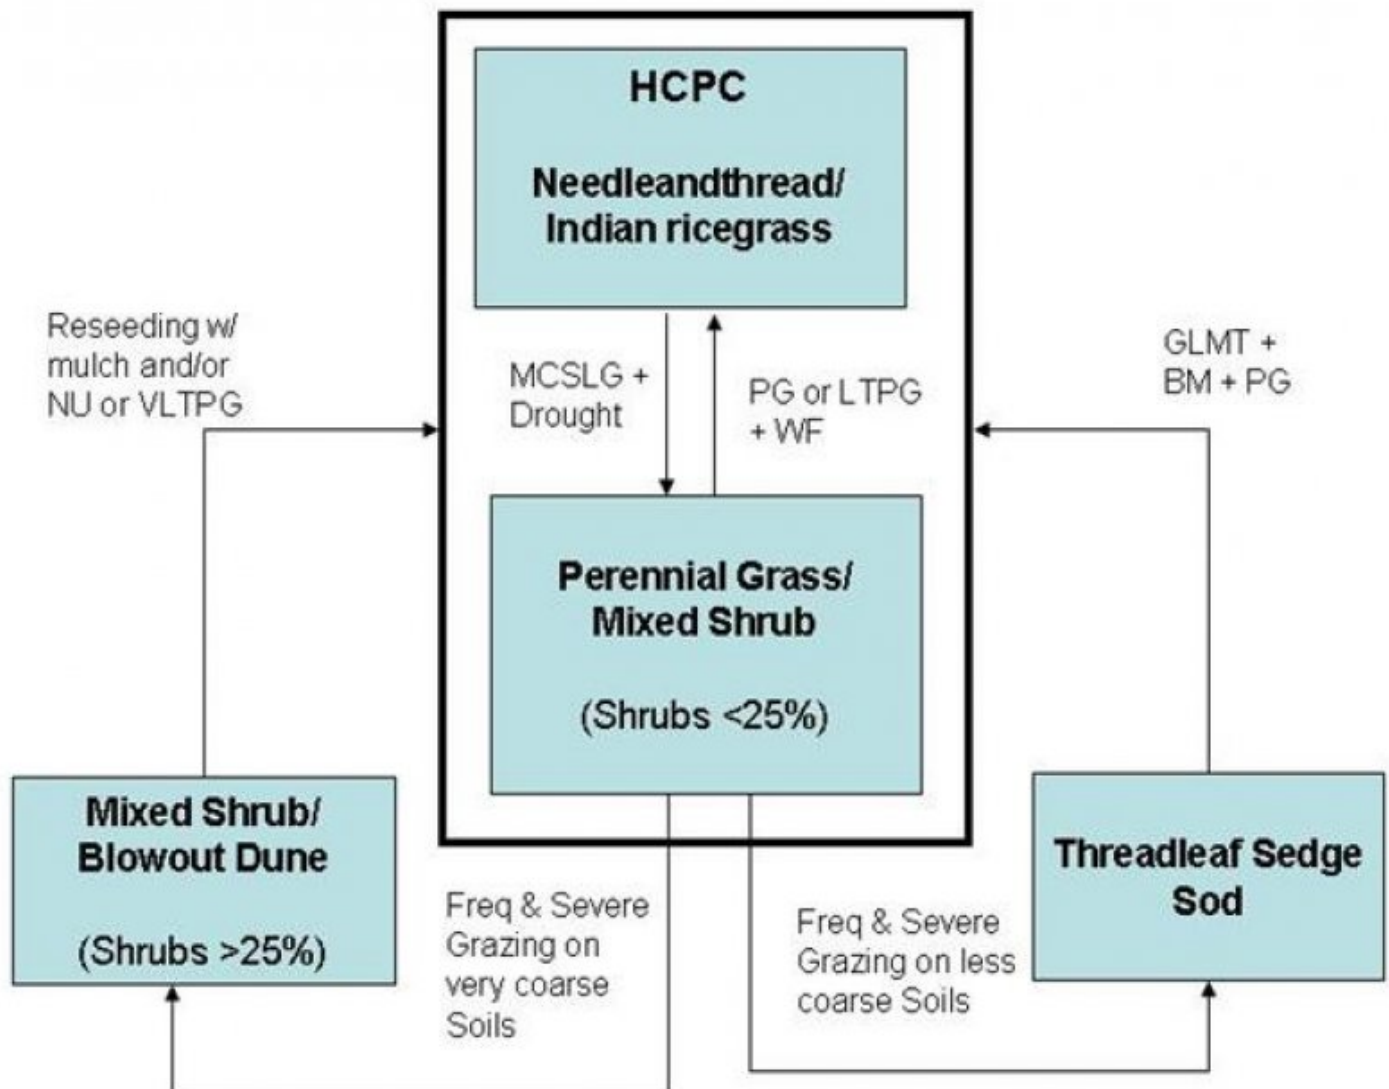 HCPC
Needleandthread/
Indian ricegrass
Reseeding w/
mulch and/or
NU or VLTPG
MCSLG +
Drought
PG or LTPG
+ WF
GLMT +
BM + PG
Perennial Grass/
Mixed Shrub
(Shrubs <25%)
Mixed Shrub/
Blowout Dune
(Shrubs >25%)
Threadleaf Sedge
Sod
Freq & Severe
Grazing on
very coarse
Soils
Freq & Severe
Grazing on less
coarse Soils